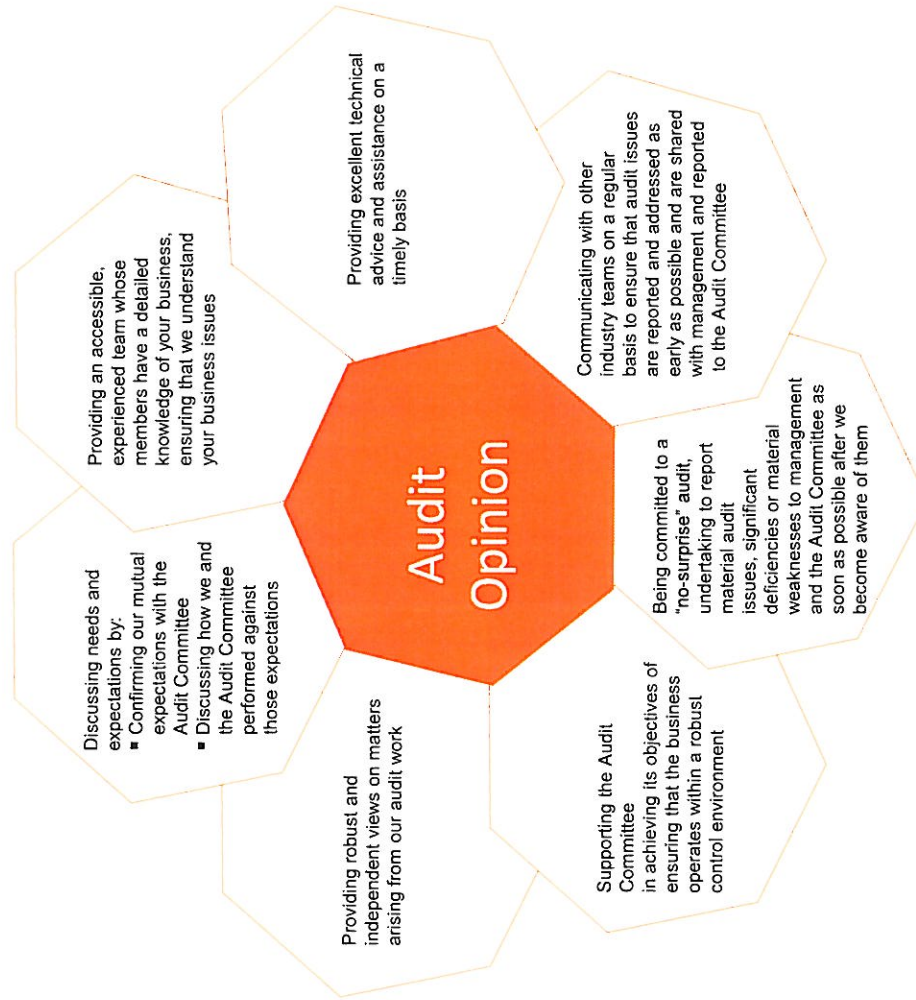 Audit
Opinion
Discussing needs and
expectations by:
▪ Confirming our mutual
expectations with the
Audit Committee
▪ Discussing how we and
the Audit Committee
performed against
those expectations
Providing an accessible,
experienced team whose
members have a detailed
knowledge of your business,
ensuring that we understand
your business issues
Providing excellent technical
advice and assistance on a
timely basis
Communicating with other
industry teams on a regular
basis to ensure that audit issues
are reported and addressed as
early as possible and are shared
with management and reported
to the Audit Committee
Being committed to a
"no-surprise" audit,
undertaking to report
material audit
issues, significant
deficiencies or material
weaknesses to management
and the Audit Committee as
soon as possible after we
become aware of them
Supporting the Audit
Committee
in achieving its objectives of
ensuring that the business
operates within a robust
control environment
Providing robust and
independent views on matters
arising from our audit work